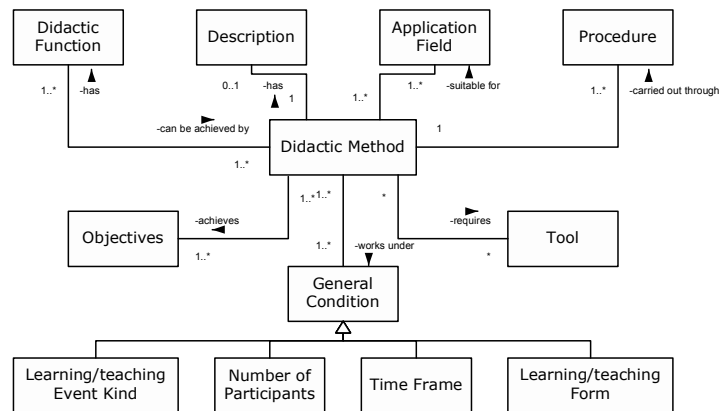 Didactic
Function
Description
Application
Field
Procedure
1..*
-has
0..1
-has
1
1..*
-suitable for
1..*
-carried out through
-can be achieved by
1..*
1..*
1
Didactic Method
1..*
1..*
*
-achieves
-requires
Objectives
Tool
1..*
1..*
-works under
*
General
Condition
Learning/teaching
Event Kind
Number of
Participants
Time Frame
Learning/teaching
Form